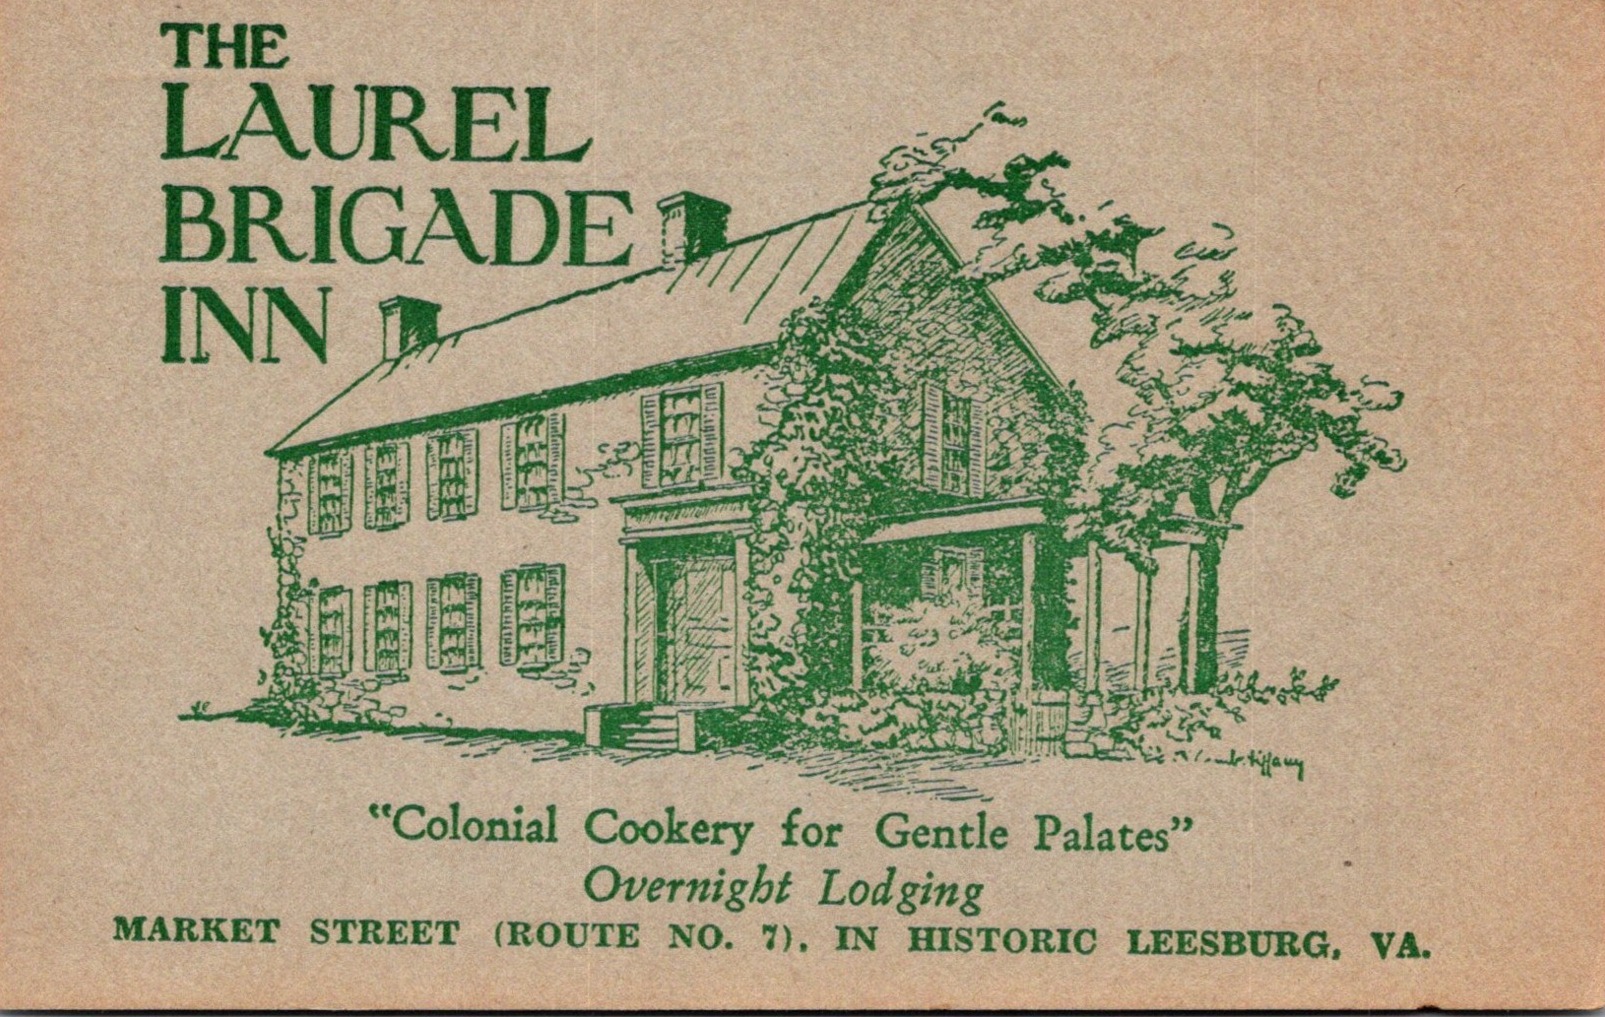 THE
LAUREL
BRIGADE
INN
tiffany
"Colonial Cookery for Gentle Palates"
Overnight Lodging
MARKET STREET (ROUTE NO. 7). IN HISTORIC LEESBURG, VA.